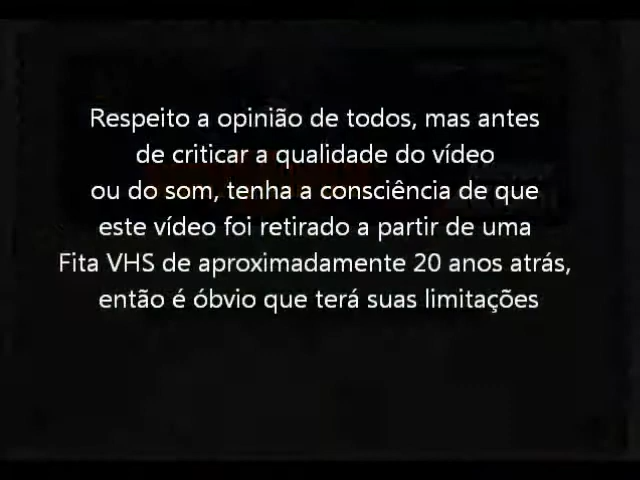 Respeito a opinião de todos, mas antes
de criticar a qualidade do vídeo
ou do som, tenha a consciência de que
este vídeo foi retirado a partir de uma
Fita VHS de aproximadamente 20 anos atrás,
então é óbvio que terá suas limitações